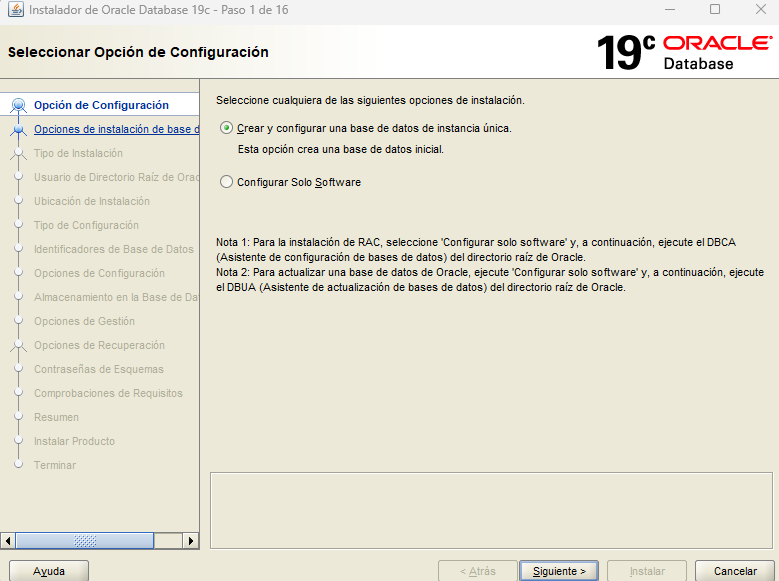 Instalador de Oracle Database 19c - Paso 1 de 16
Seleccionar Opción de Configuración
19c ORACLE
Database
Opción de Configuración
Opciones de instalación de base d
Tipo de Instalación
Usuario de Directorio Raíz de Orac
Ubicación de Instalación
Tipo de Configuración
Identificadores de Base de Datos
Opciones de Configuración
Almacenamiento en la Base de Da
Opciones de Gestión
Opciones de Recuperación
Contraseñas de Esquemas
Comprobaciones de Requisitos
Resumen
Instalar Producto
Terminar
Seleccione cualquiera de las siguientes opciones de instalación.
Crear y configurar una base de datos de instancia única.
Esta opción crea una base de datos inicial.
Configurar Solo Software
Nota 1: Para la instalación de RAC, seleccione 'Configurar solo software' y, a continuación, ejecute el DBCA
(Asistente de configuración de bases de datos) del directorio raíz de Oracle.
Nota 2: Para actualizar una base de datos de Oracle, ejecute 'Configurar solo software' y, a continuación, ejecute
el DBUA (Asistente de actualización de bases de datos) del directorio raíz de Oracle.
Ayuda
< Atrás
Siguiente >
Instalar
Cancelar